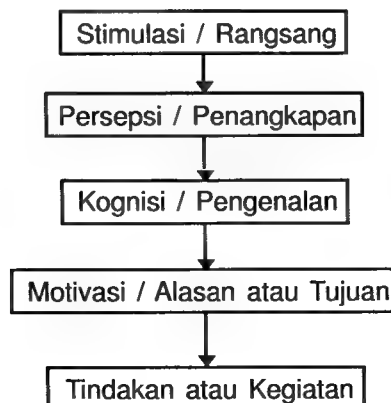 Stimulasi / Rangsang
Persepsi / Penangkapan
Kognisi / Pengenalan
Motivasi / Alasan atau Tujuan
Tindakan atau Kegiatan